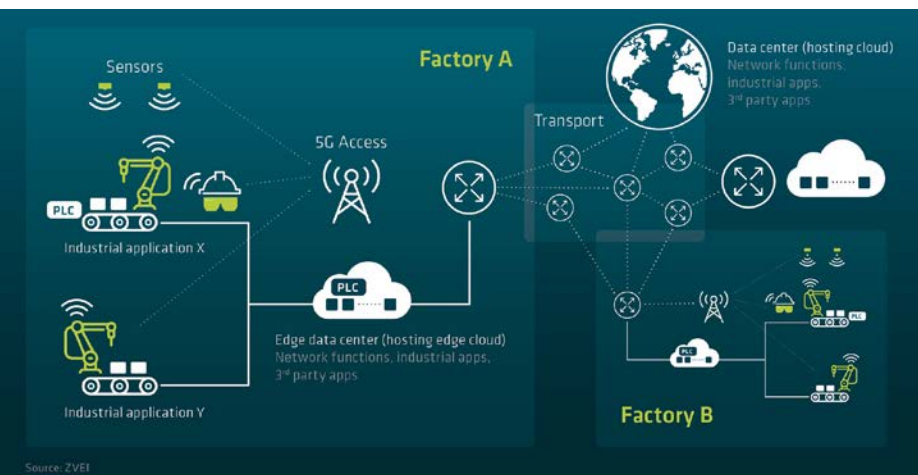 Factory A
Sensors
5G Access
PLC
Industrial application X
PLC
Edge data center (hosting edge cloud)
Network functions, industrial apps,
3rd party apps
Industrial application Y
Transport
Data center (hosting cloud)
Network functions,
industrial apps,
3rd party apps
PLC
PLC
Factory B
Source: ZVEI